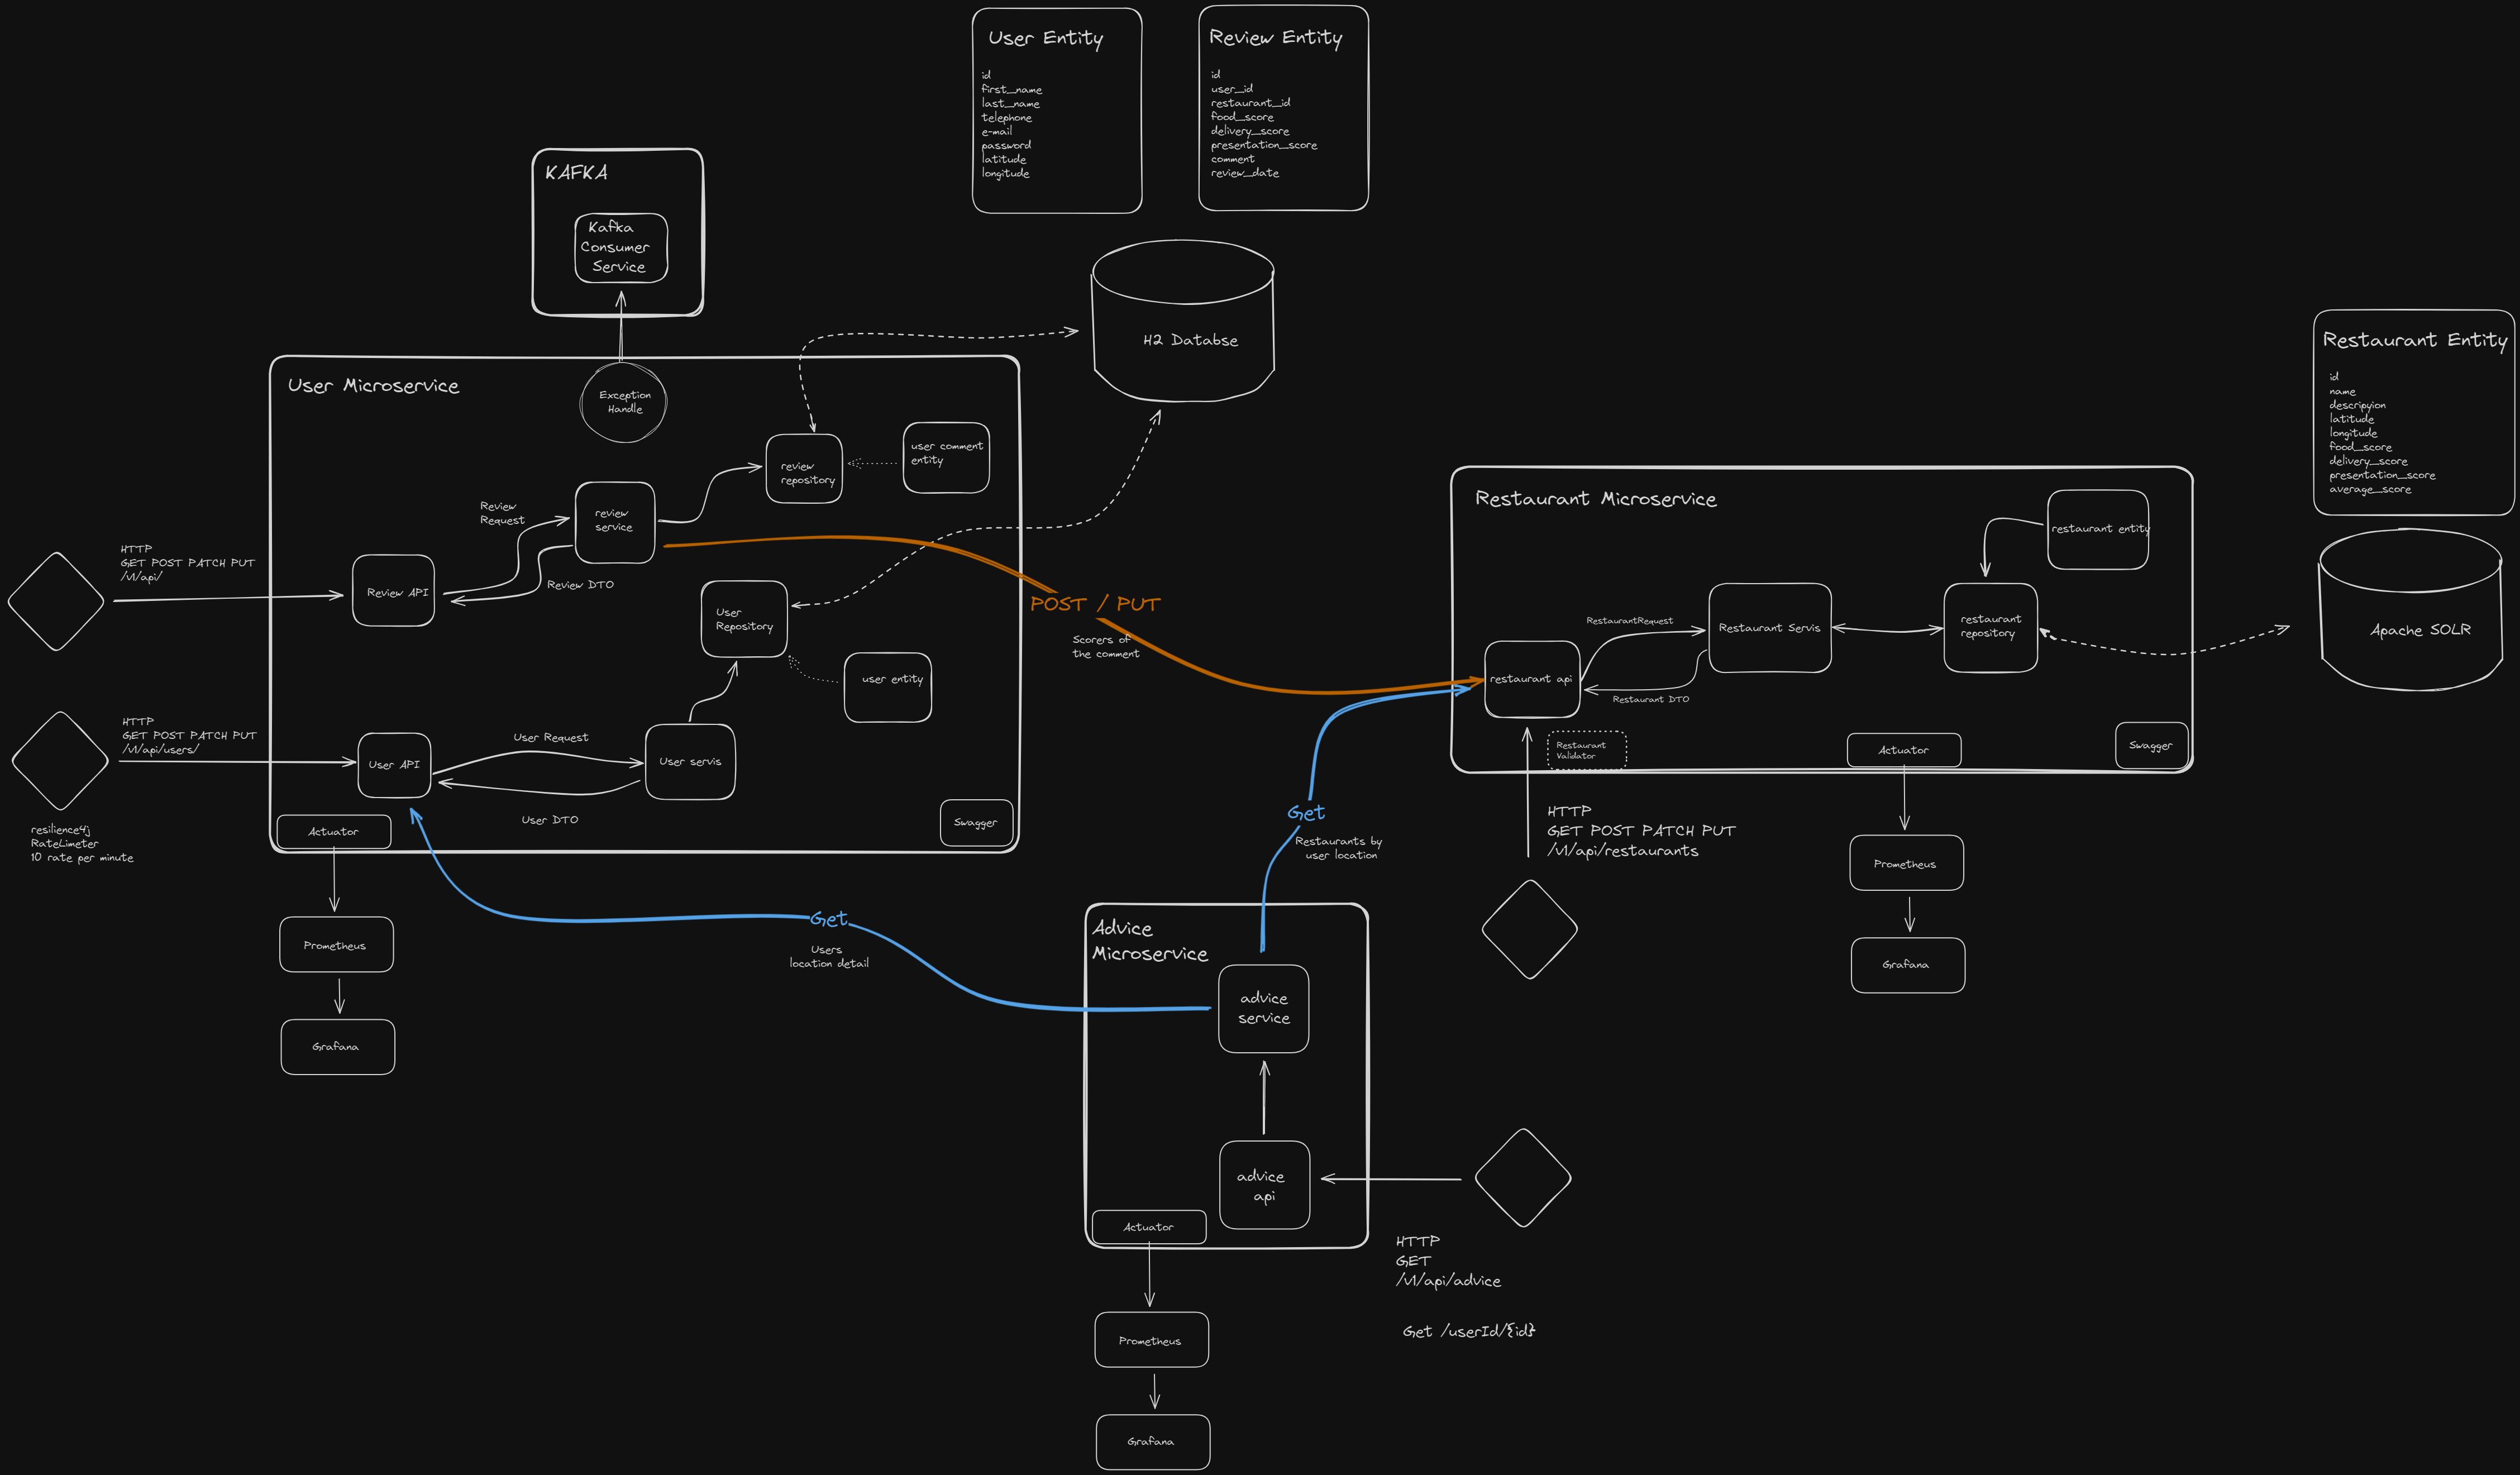 User Entity
id
first_name
last_name
telephone
e-mail
password
latitude
longitude
Review Entity
id
user_id
restaurant_id
food_score
delivery_score
presentation_score
comment
review_date
KAFKA
Kafka
Consumer
Service
H2 Databse
Restaurant Entity
id
name
descripyion
latitude
longitude
food_score
delivery_score
presentation_score
average_score
Apache SOLR
User Microservice
Exception
Handle
review
repository
user comment
entity
review
service
Review
Request
Review DTO
Review API
HTTP
GET POST PATCH PUT
/v1/api/
User
Repository
user entity
HTTP
GET POST PATCH PUT
/v1/api/users/
User API
User Request
User servis
User DTO
Swagger
Actuator
resilience4j
RateLimeter
10 rate per minute
Prometheus
Grafana
POST / PUT
Scorers of
the comment
Restaurant Microservice
restaurant entity
RestaurantRequest
Restaurant Servis
restaurant
repository
restaurant api
Restaurant DTO
Restaurant
Validator
Actuator
Swagger
HTTP
GET POST PATCH PUT
/v1/api/restaurants
Prometheus
Grafana
Get
Restaurants by
user location
Get
Users
location detail
Advice
Microservice
advice
service
advice
api
Actuator
HTTP
GET
/v1/api/advice
Get /userId/{id}
Prometheus
Grafana